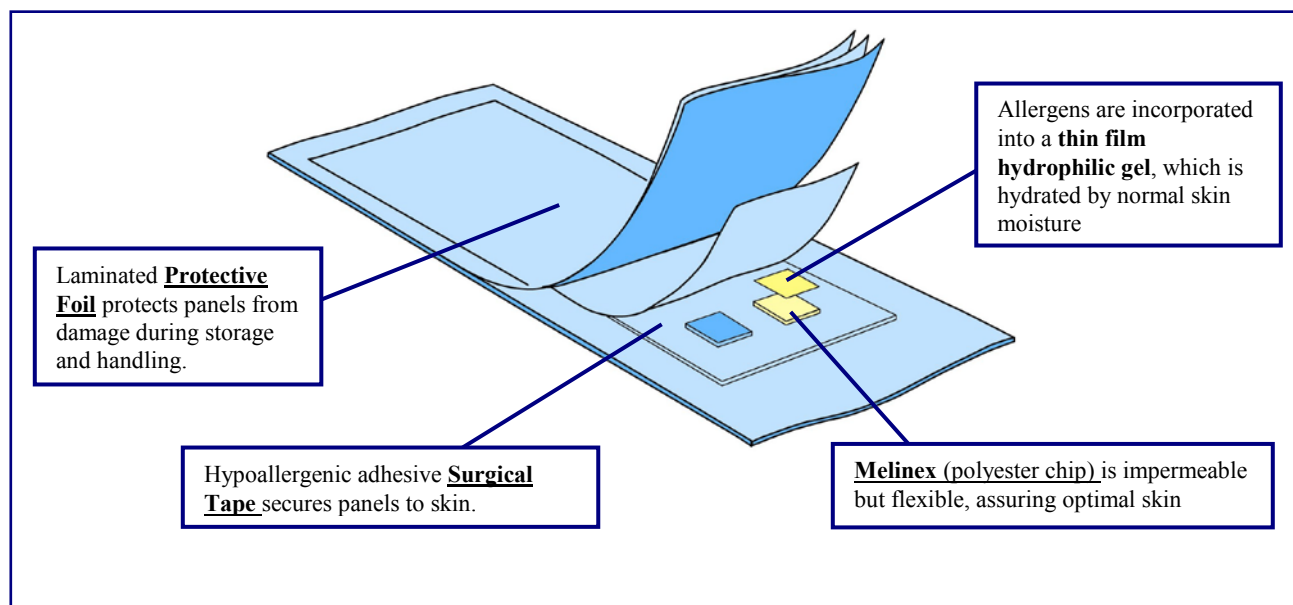 Allergens are incorporated
into a thin film
hydrophilic gel, which is
hydrated by normal skin
moisture
Laminated Protective
Foil protects panels from
damage during storage
and handling.
Hypoallergenic adhesive Surgical
Tape secures panels to skin.
Melinex (polyester chip) is impermeable
but flexible, assuring optimal skin